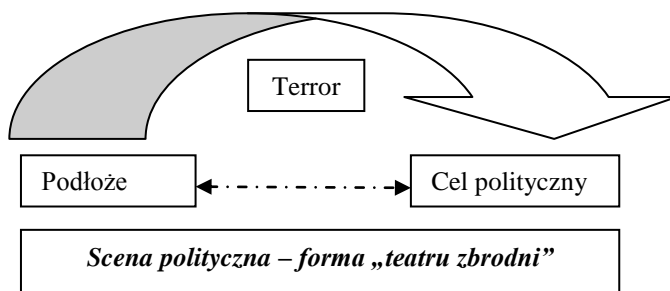 Terror
Podłoże
Cel polityczny
Scena polityczna – forma „teatru zbrodni”